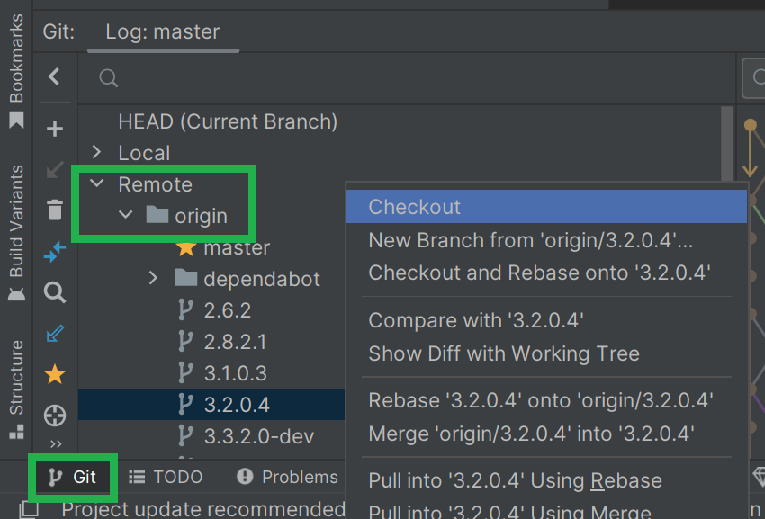 Git: Log: master
Bookmarks
Build Variants
Structure
HEAD (Current Branch)
Local
Remote
origin
master
dependabot
2.6.2
2.8.2.1
3.1.0.3
3.2.0.4
3.3.2.0-dev
Checkout
New Branch from 'origin/3.2.0.4'...
Checkout and Rebase onto '3.2.0.4'
Compare with '3.2.0.4'
Show Diff with Working Tree
Rebase '3.2.0.4' onto 'origin/3.2.0.4'
Merge 'origin/3.2.0.4' into '3.2.0.4'
Pull into '3.2.0.4' Using Rebase
Pull into '3.2.0.4' Using Merge
Git TODO Problems
Project update recommended